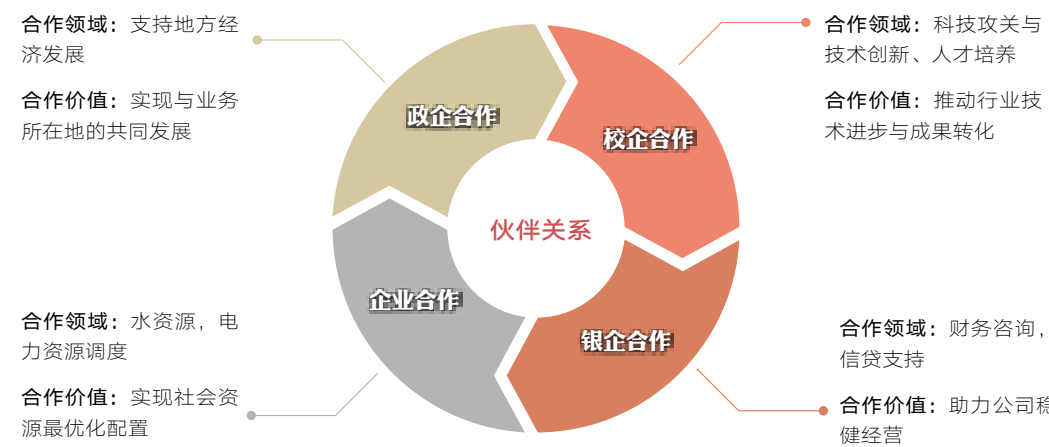 合作领域：支持地方经
济发展
合作价值：实现与业务
所在地的共同发展
合作领域：科技攻关与
技术创新、人才培养
合作价值：推动行业技
术进步与成果转化
政企合作
校企合作
伙伴关系
企业合作
银企合作
合作领域：水资源，电
力资源调度
合作价值：实现社会资
源最优化配置
合作领域：财务咨询，
信贷支持
合作价值：助力公司稳
健经营